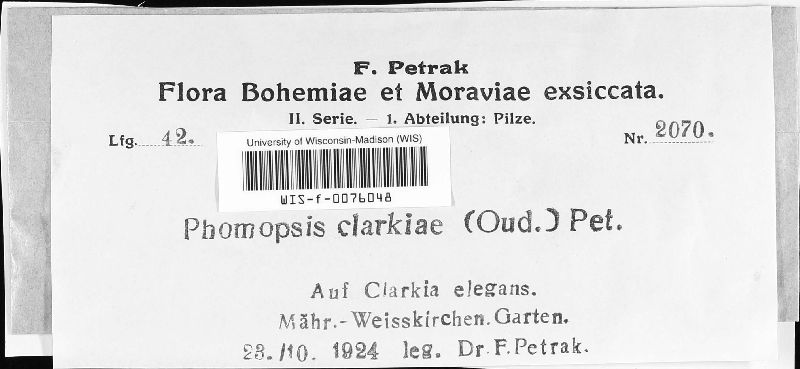 F. Petrak
Flora Bohemiae et Moraviae exsiccata.
II. Serie. — 1. Abteilung: Pilze.
Lfg. 42.
Nr. 2070.
University of Wisconsin-Madison (WIS)
WIS-f-0076048
Phomopsis clarkiae (Oud.) Pet.
Auf Clarkia elegans.
Mähr.-Weisskirchen. Garten.
23./10. 1924 leg. Dr. F. Petrak.